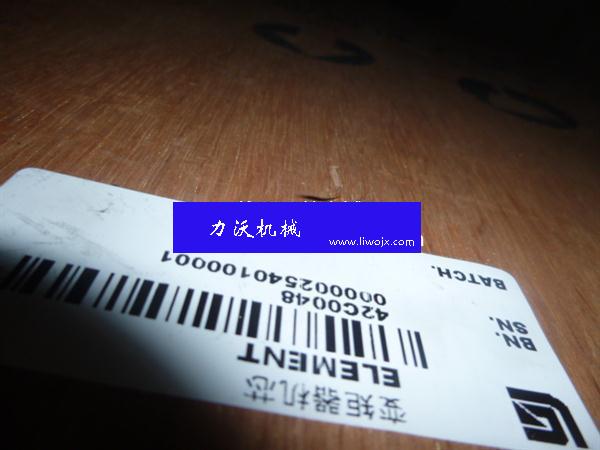 变矩器机芯
ELEMENT
BN.
SN.
42C0048
000002540100001
BATCH.
力沃机械
www.liwojx.com